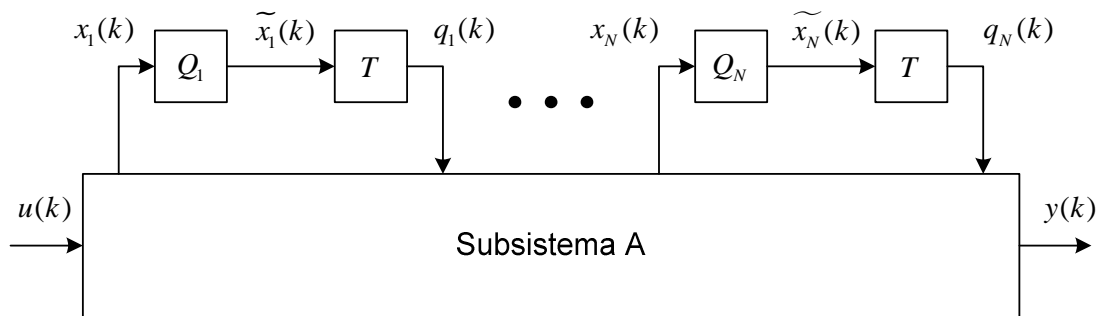 x₁(k) x̃₁(k) q₁(k) x_N(k) x̃_N(k) q_N(k)
Q₁ T Q_N T
u(k) y(k)
Subsistema A